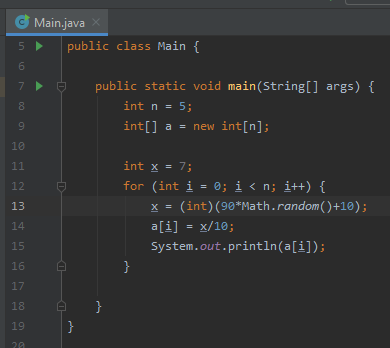 Main.java
5 public class Main {
6
7 public static void main(String[] args) {
8 int n = 5;
9 int[] a = new int[n];
10
11 int x = 7;
12 for (int i = 0; i < n; i++) {
13 x = (int)(90*Math.random()+10);
14 a[i] = x/10;
15 System.out.println(a[i]);
16 }
17
18 }
19 }
20